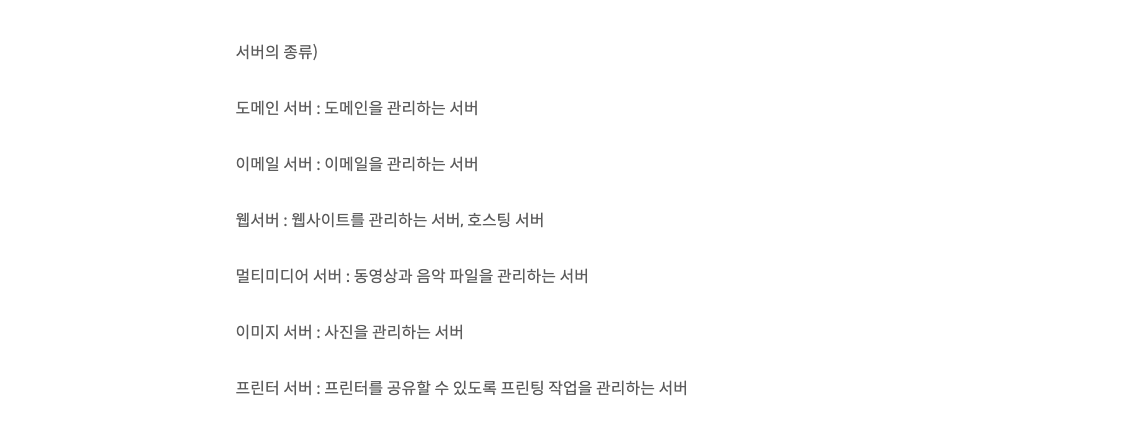 서버의 종류)
도메인 서버 : 도메인을 관리하는 서버
이메일 서버 : 이메일을 관리하는 서버
웹서버 : 웹사이트를 관리하는 서버, 호스팅 서버
멀티미디어 서버 : 동영상과 음악 파일을 관리하는 서버
이미지 서버 : 사진을 관리하는 서버
프린터 서버 : 프린터를 공유할 수 있도록 프린팅 작업을 관리하는 서버